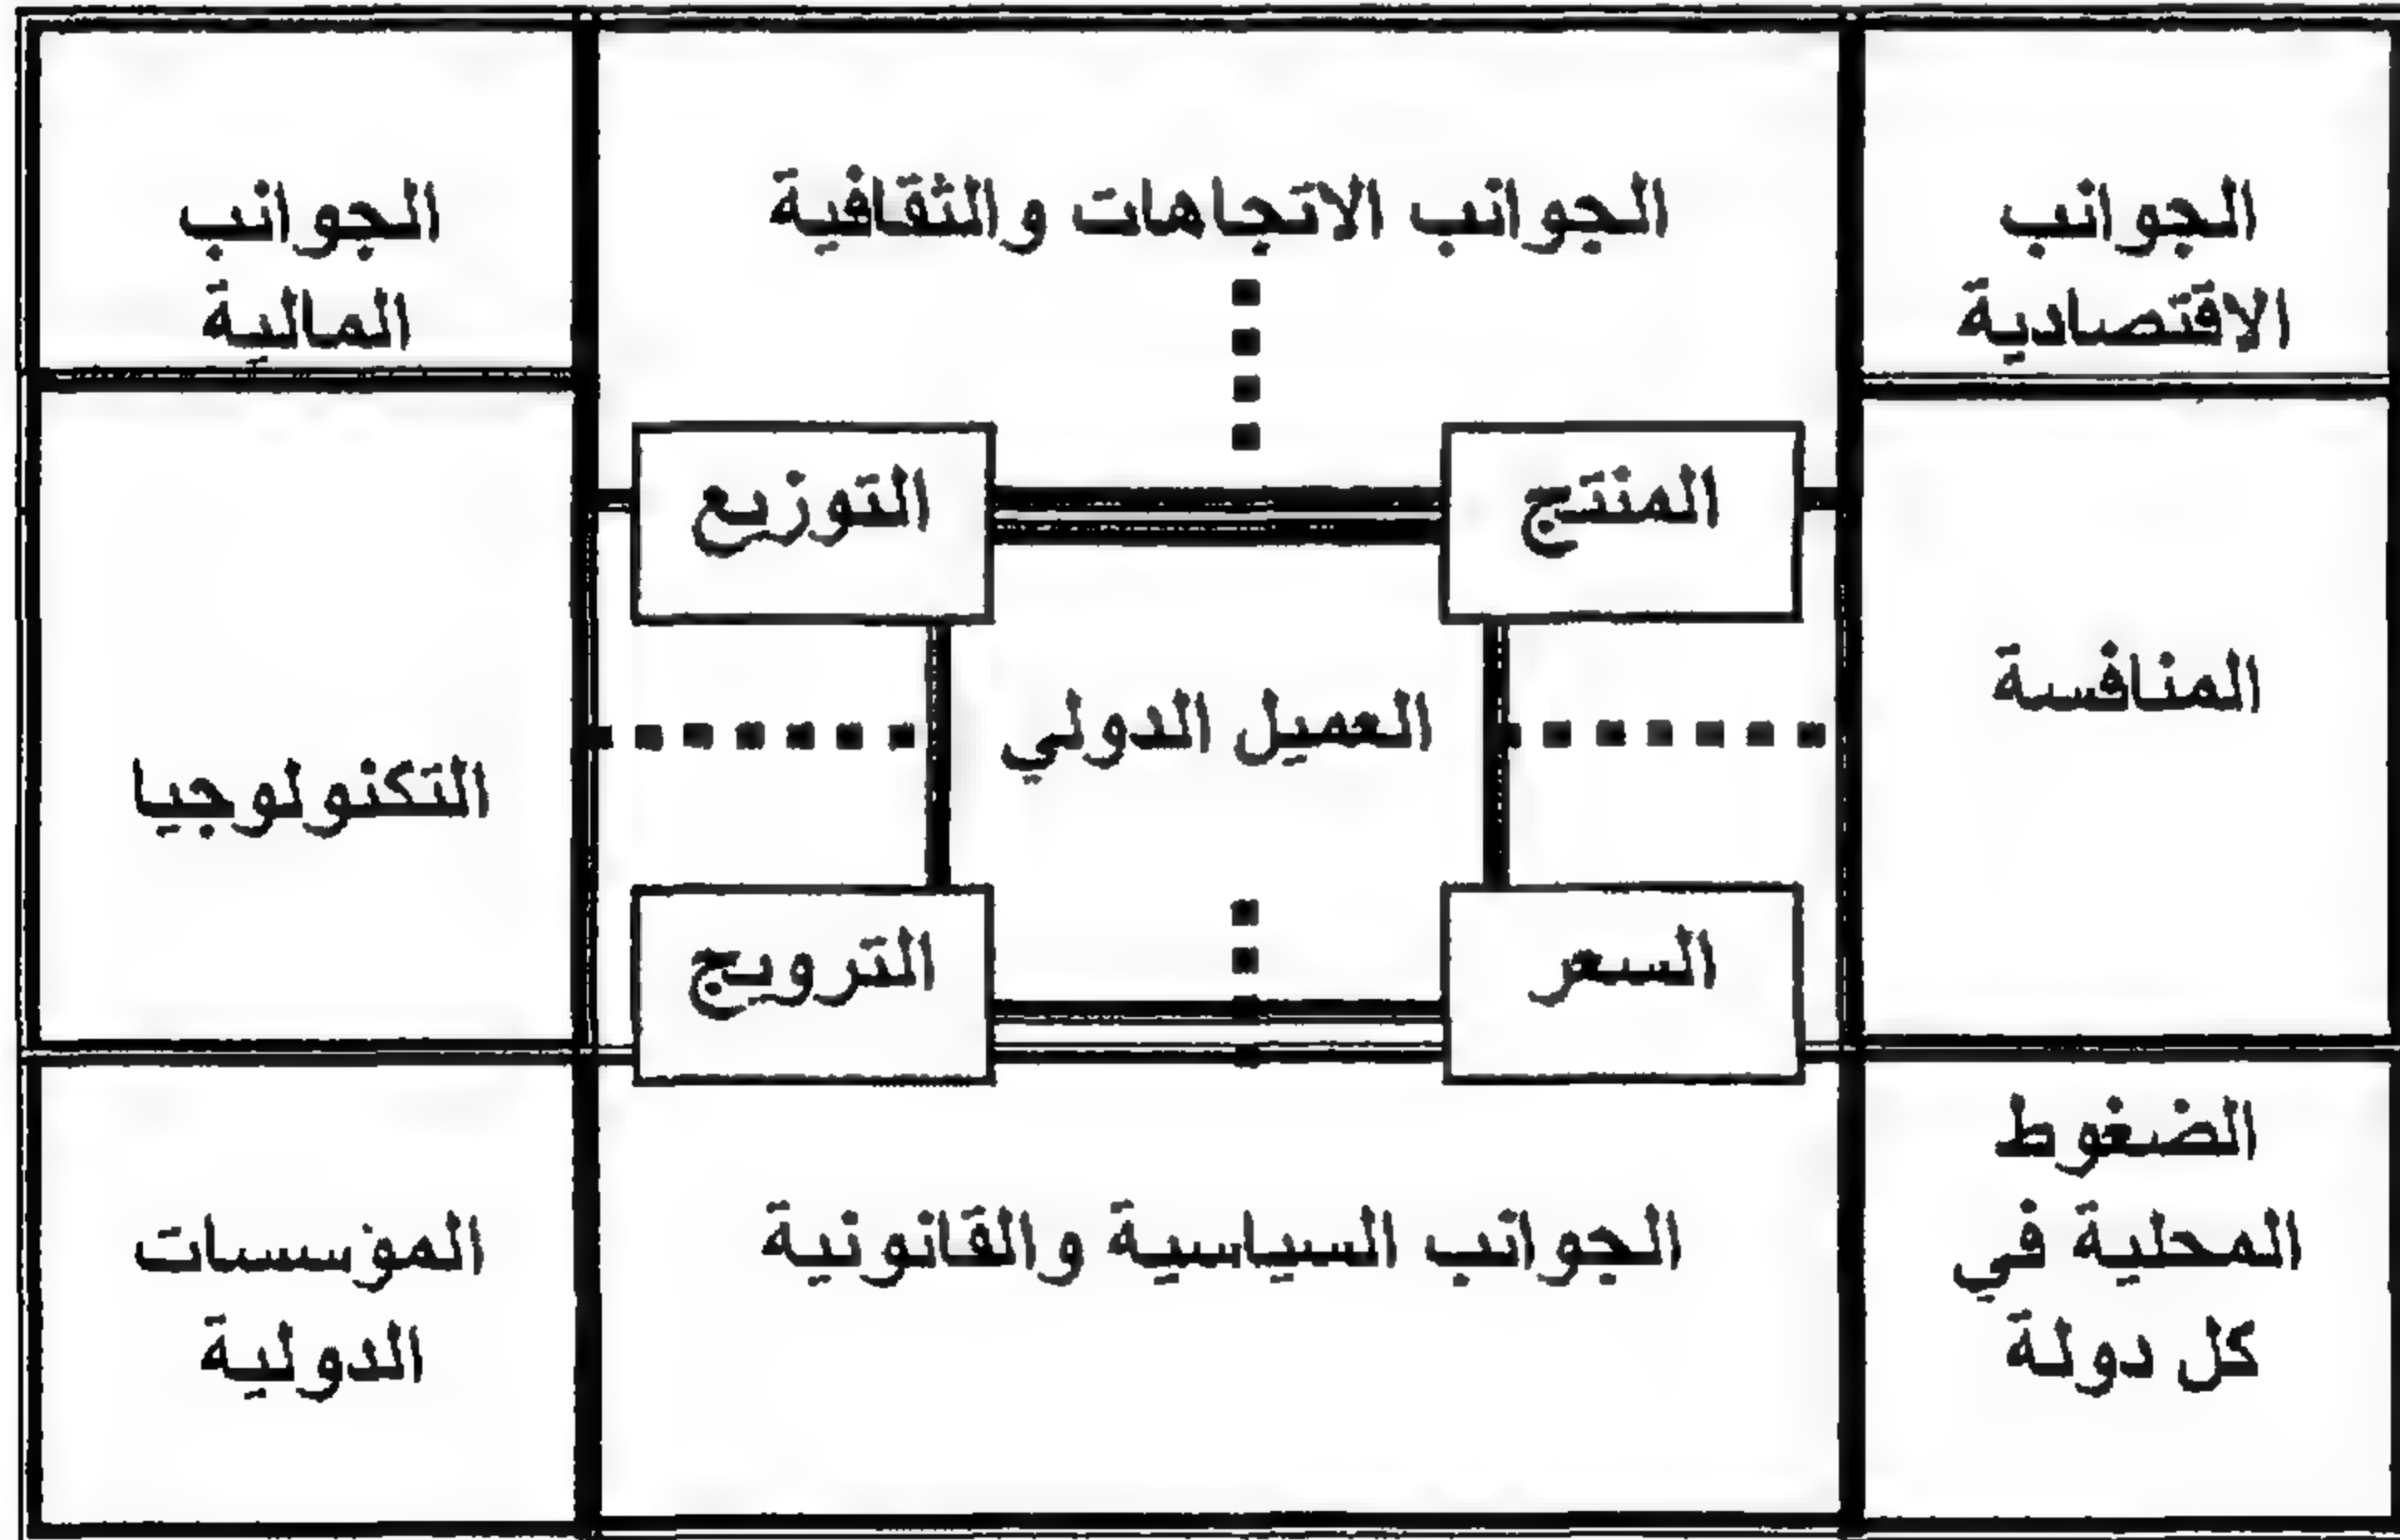 الجوانب
الاقتصادية
الجوانب الاتجاهات والثقافية
الجوانب
المالية
المنتج
التوزيع
المنافسة
العميل الدولي
التكنولوجيا
السعر
الترويج
الضغوط
المحلية في
كل دولة
الجوانب السياسية والقانونية
المؤسسات
الدولية